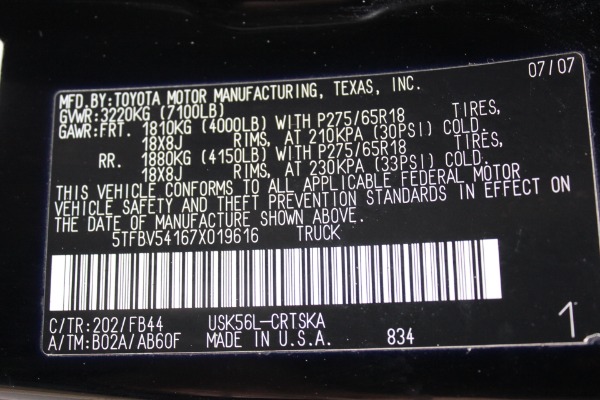 07/07
MFD.BY:TOYOTA MOTOR MANUFACTURING, TEXAS, INC.
GVWR:3220KG (7100LB)
GAWR:FRT. 1810KG (4000LB) WITH P275/65R18 TIRES,
18X8J RIMS, AT 210KPA (30PSI) COLD.
RR. 1880KG (4150LB) WITH P275/65R18 TIRES,
18X8J RIMS, AT 230KPA (33PSI) COLD.
THIS VEHICLE CONFORMS TO ALL APPLICABLE FEDERAL MOTOR
VEHICLE SAFETY AND THEFT PREVENTION STANDARDS IN EFFECT ON
THE DATE OF MANUFACTURE SHOWN ABOVE.
5TFBV54167X019616 TRUCK
C/TR:202/FB44 USK56L-CRTSKA
A/TM:B02A/AB60F MADE IN U.S.A. 834 1